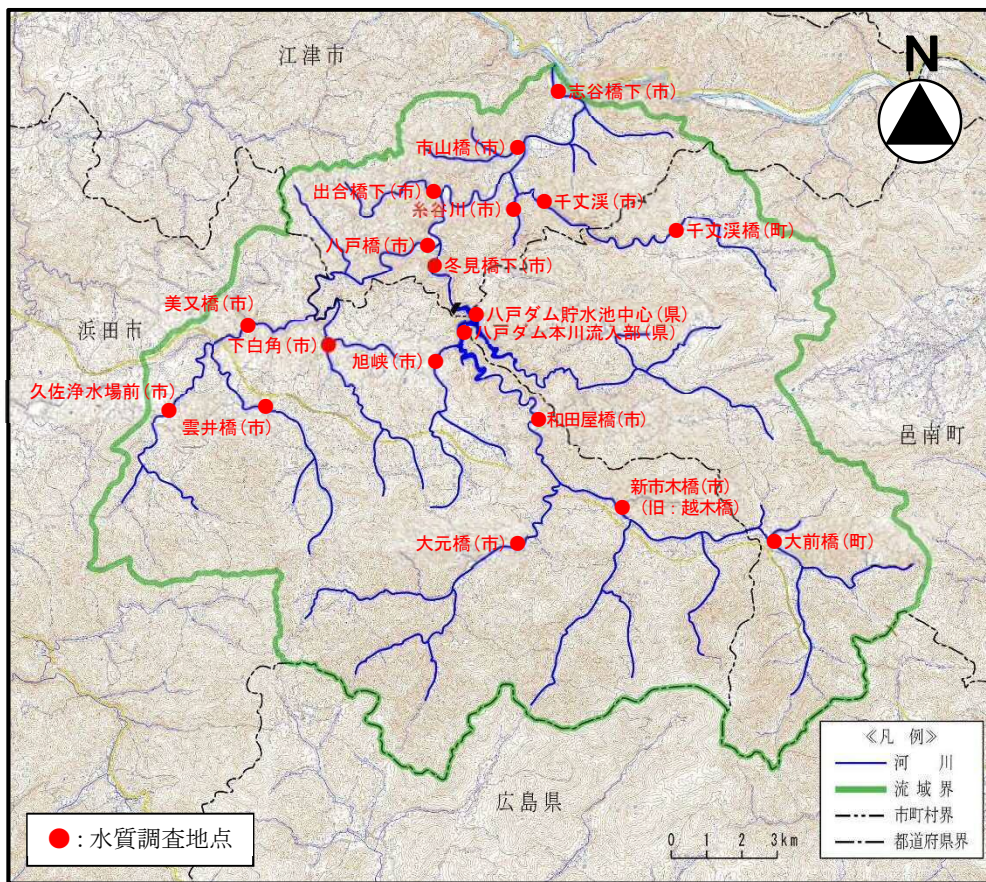 江津市
N
志谷橋下(市)
市山橋(市)
出合橋下(市)
糸谷川(市)
千丈渓(市)
千丈渓橋(町)
八戸橋(市)
冬見橋下(市)
美又橋(市)
八戸ダム貯水池中心(県)
浜田市
八戸ダム本川流入部(県)
下白角(市)
旭峡(市)
久佐浄水場前(市)
雲井橋(市)
和田屋橋(市)
邑南町
新市木橋(市)
(旧:越木橋)
大元橋(市)
大前橋(町)
広島県
≪凡 例≫
河 川
流域界
市町村界
都道府県界
:水質調査地点
0 1 2 3km